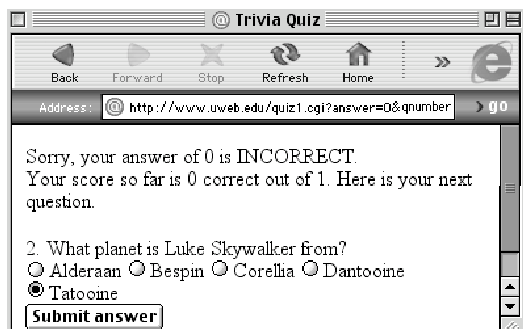 Trivia Quiz
Back Forward Stop Refresh Home »
Address: http://www.uweb.edu/quiz1.cgi?answer=0&qnumber go
Sorry, your answer of 0 is INCORRECT.
Your score so far is 0 correct out of 1. Here is your next
question.
2. What planet is Luke Skywalker from?
Alderaan Bespin Corellia Dantooine
Tatooine
Submit answer